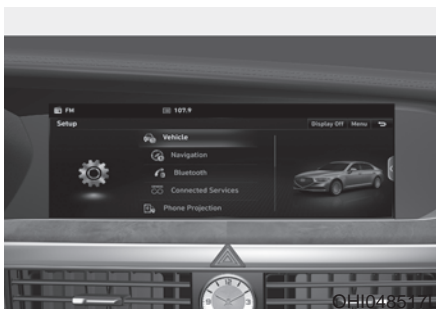 FM 107.9
Setup Display Off Menu
Vehicle
Navigation
Bluetooth
Connected Services
Phone Projection
OHI048517L